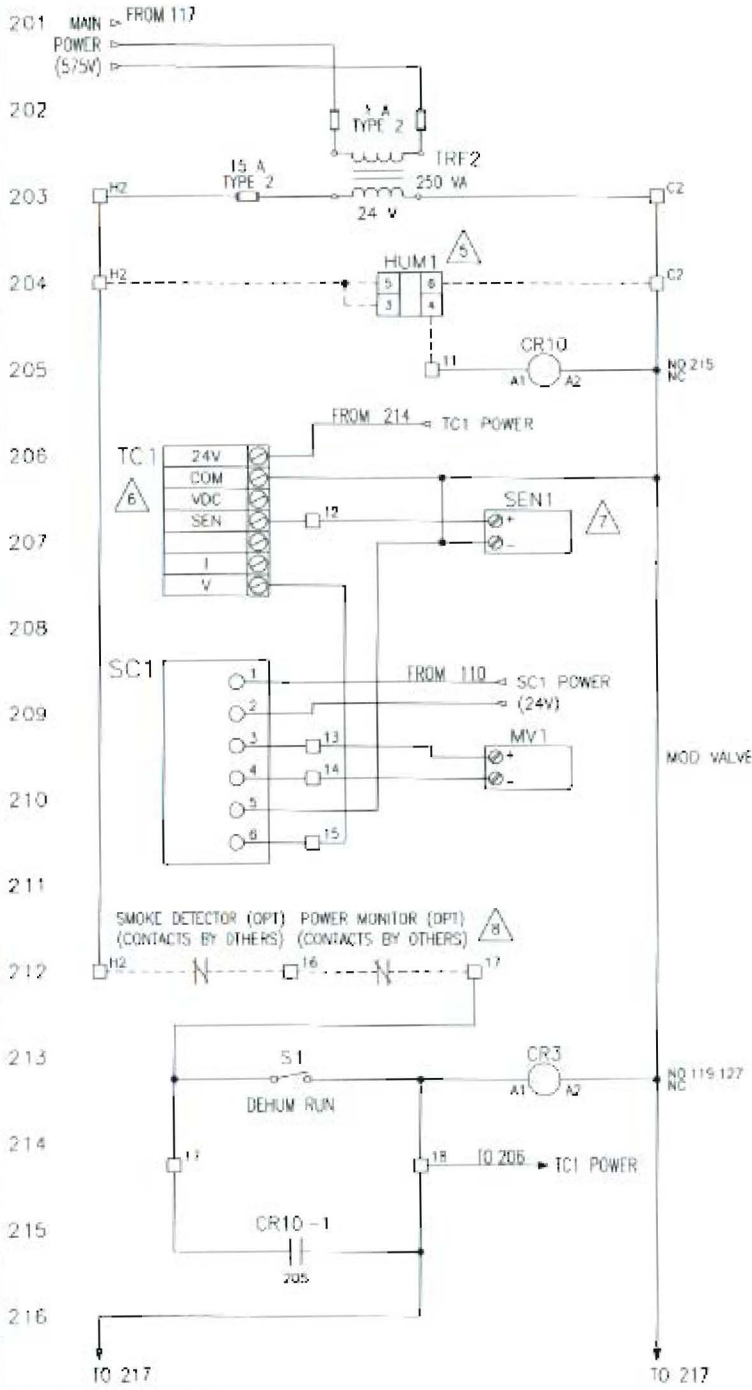 201 MAIN FROM 117
POWER
(575V)
202 TYPE 2
TRF2
15 A
TYPE 2
250 VA
203 H2 C2
24 V
5
HUM1
204 H2 5 6 C2
3 4
CR10
205 11 A1 A2 NO 215
NC
FROM 214 TC1 POWER
206 TC1 24V
COM
6 VDC SEN1 7
SEN 12 +
207 -
I
V
208
SC1 1 FROM 110 SC1 POWER
209 2 (24V)
3 13 MV1
+ MOD VALVE
4 14 -
210 5
6 15
211
SMOKE DETECTOR (OPT) POWER MONITOR (OPT) 8
(CONTACTS BY OTHERS) (CONTACTS BY OTHERS)
212 H2 16 17
213 S1 CR3
A1 A2 NO 119,127
NC
DEHUM RUN
214 17 18 TO 206 TC1 POWER
215 CR10-1
205
216
TO 217 TO 217